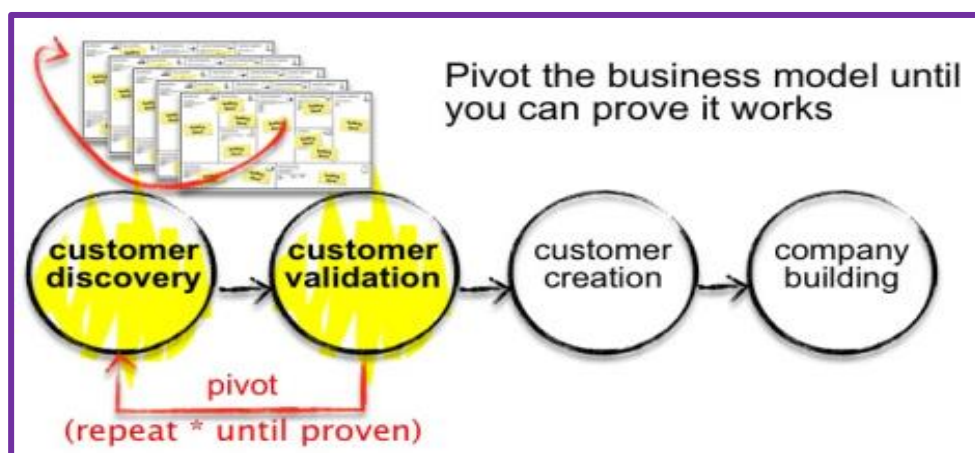 Pivot the business model until
you can prove it works
customer
discovery
customer
validation
customer
creation
company
building
pivot
(repeat * until proven)